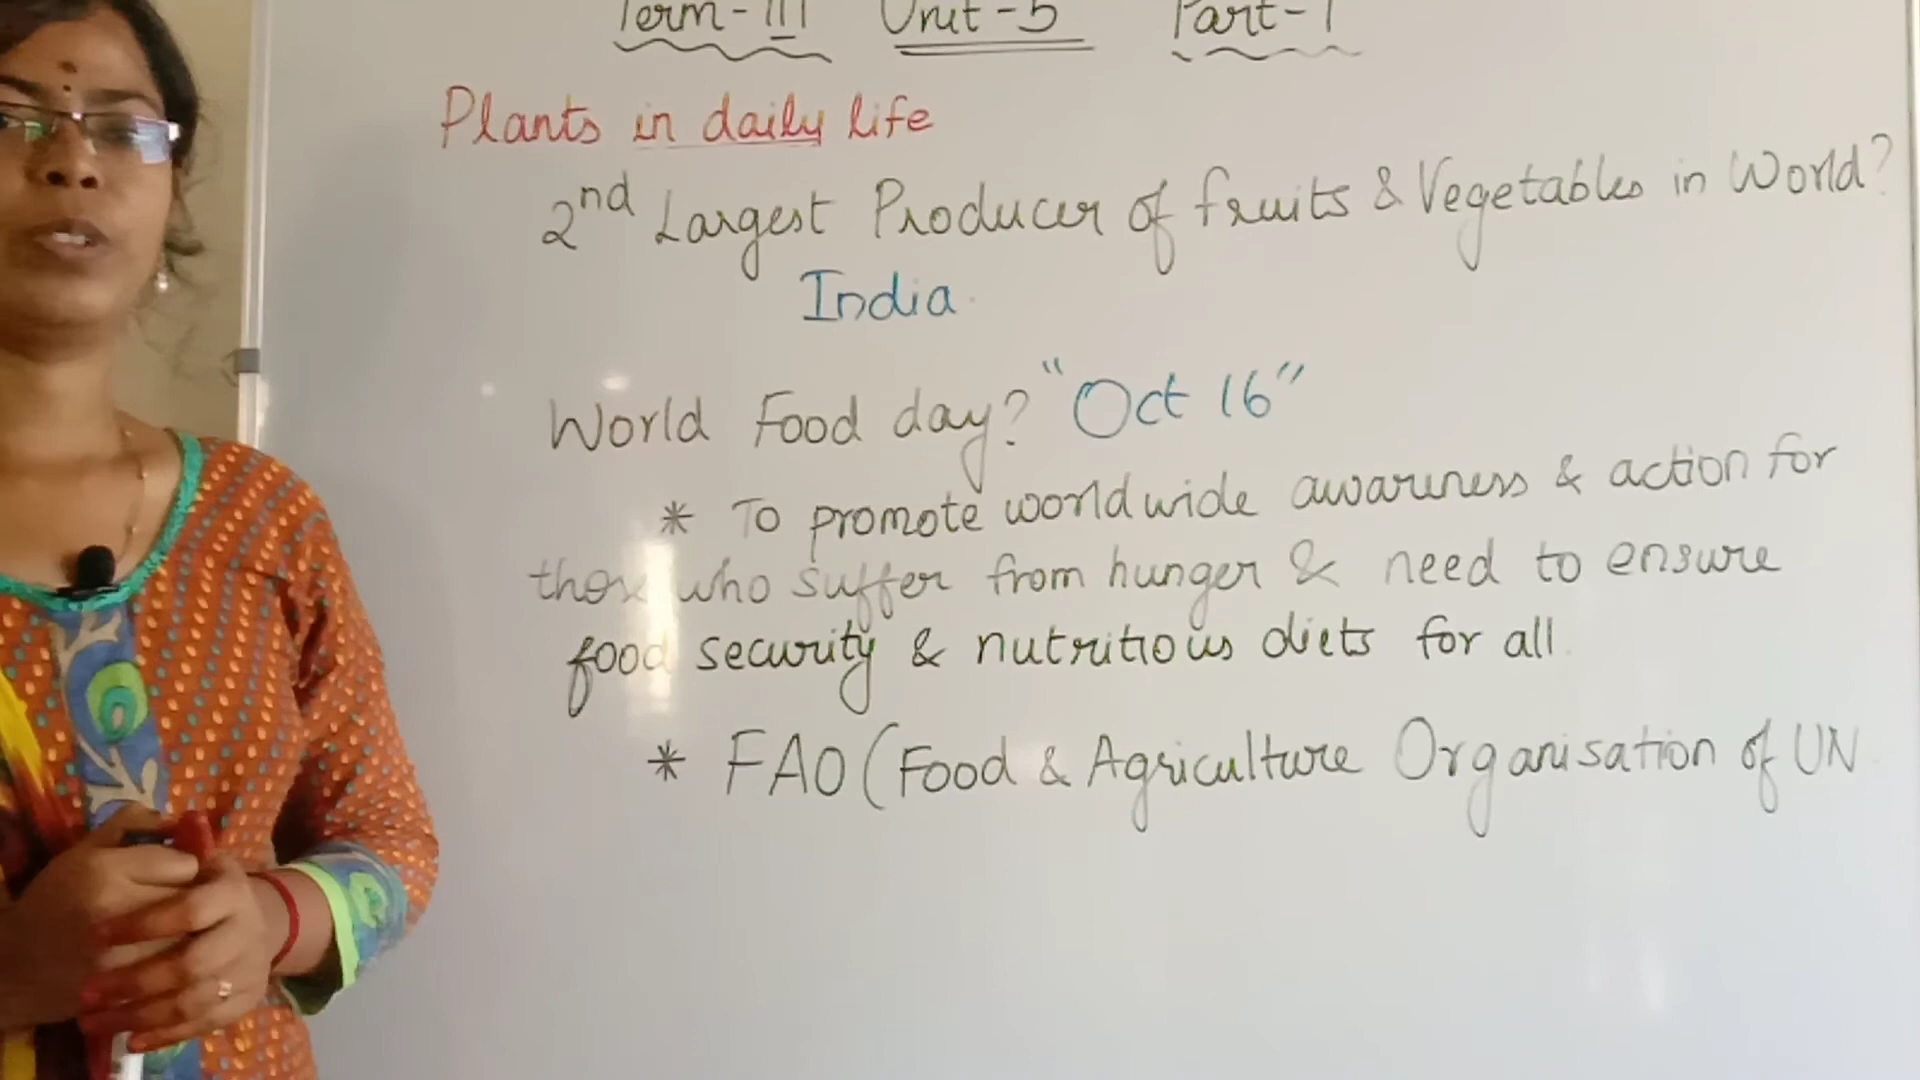 Term-III Unit-5 Part-1
Plants in daily life
2nd Largest Producer of fruits & Vegetables in World?
India
World Food day? "Oct 16"
* To promote worldwide awareness & action for
those who suffer from hunger & need to ensure
food security & nutritious diets for all
* FAO (Food & Agriculture Organisation of UN